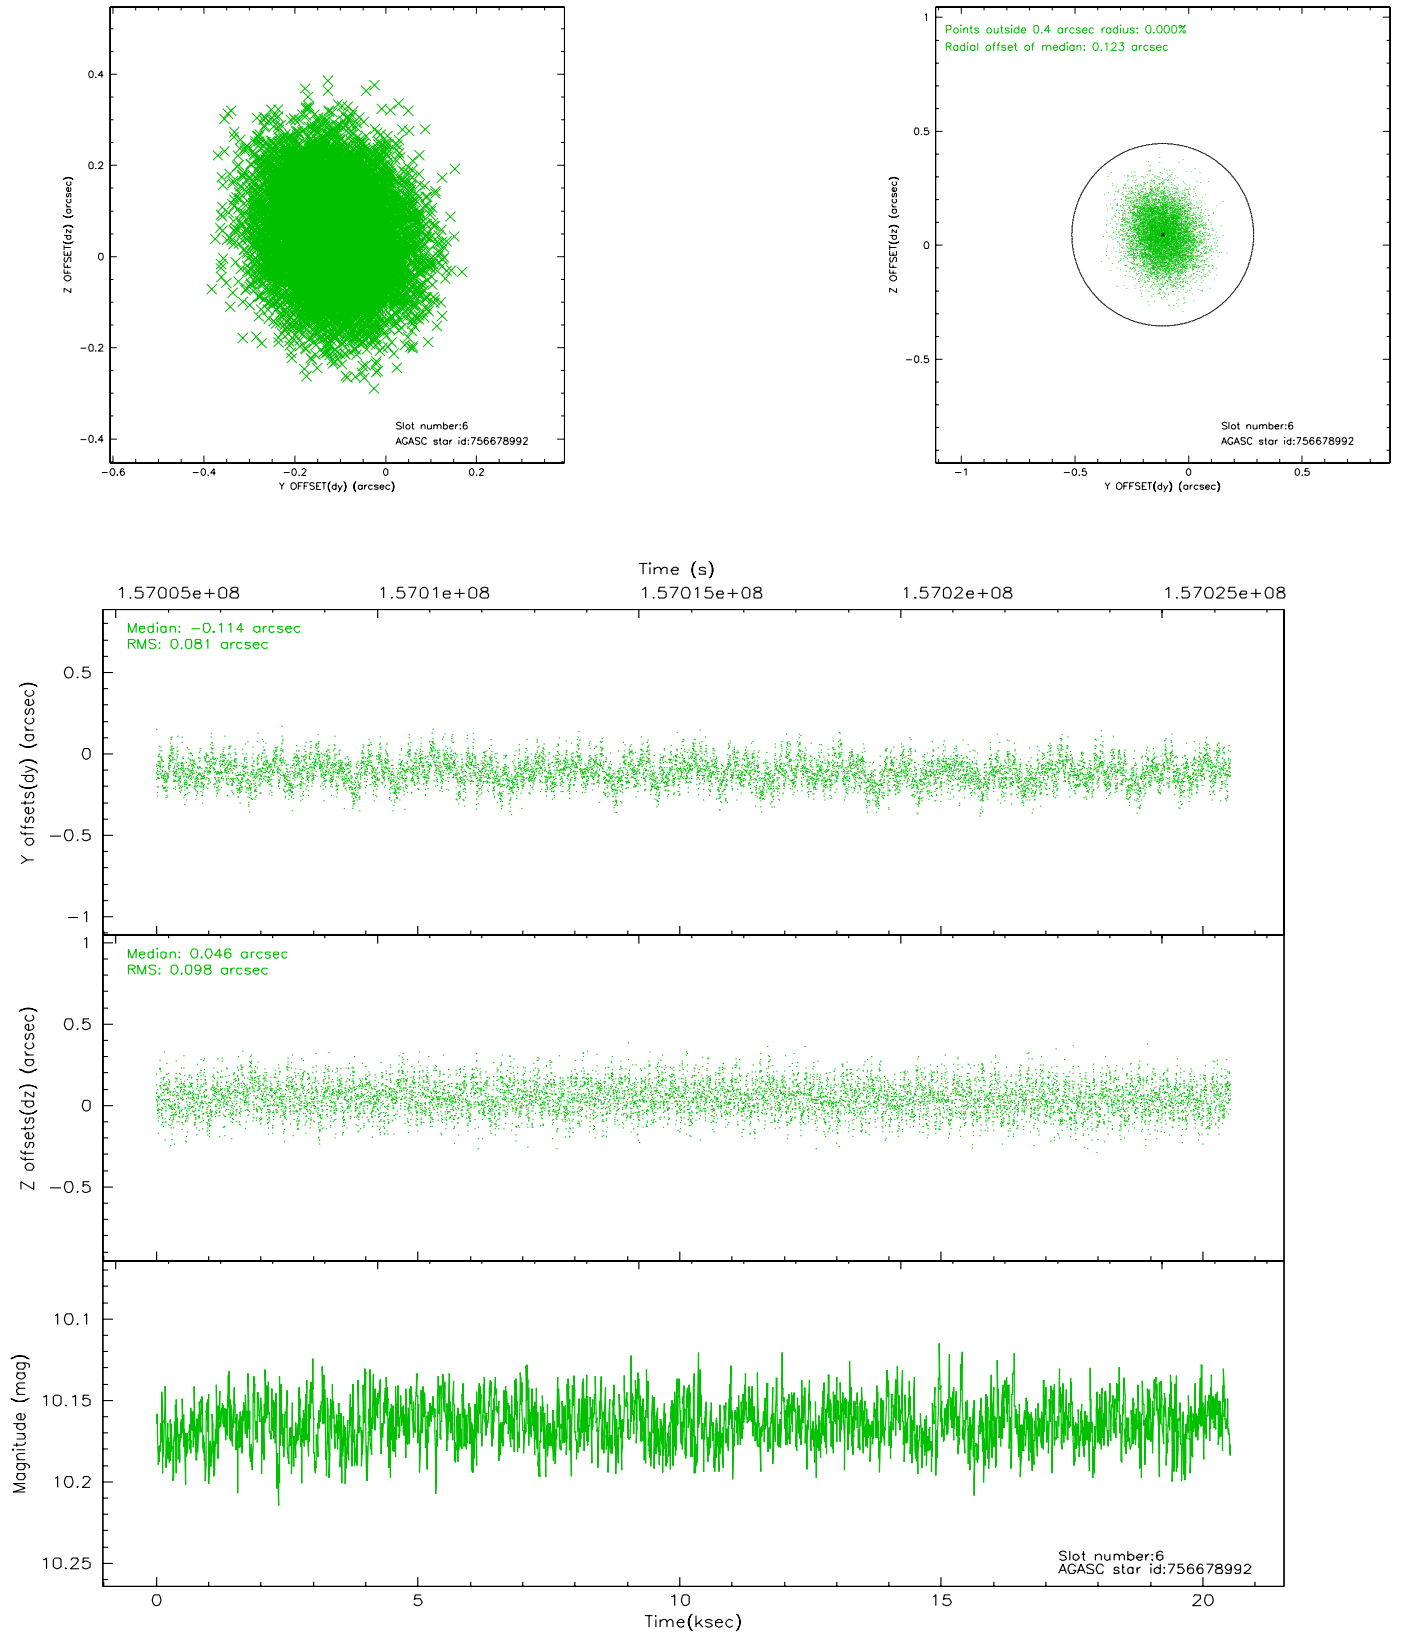 0.4
0.2
0
−0.2
−0.4
Z OFFSET(dz) (arcsec)
−0.6 −0.4 −0.2 0 0.2
Y OFFSET(dy) (arcsec)
Slot number:6
AGASC star id:756678992
Points outside 0.4 arcsec radius: 0.000%
Radial offset of median: 0.123 arcsec
1
0.5
0
−0.5
Z OFFSET(dz) (arcsec)
−1 −0.5 0 0.5
Y OFFSET(dy) (arcsec)
Slot number:6
AGASC star id:756678992
Time (s)
1.57005e+08 1.5701e+08 1.57015e+08 1.5702e+08 1.57025e+08
Median: −0.114 arcsec
RMS: 0.081 arcsec
0.5
0
−0.5
−1
Y offsets(dy) (arcsec)
Median: 0.046 arcsec
RMS: 0.098 arcsec
1
0.5
0
−0.5
Z offsets(dz) (arcsec)
10.1
10.15
10.2
10.25
Magnitude (mag)
Slot number:6
AGASC star id:756678992
0 5 10 15 20
Time(ksec)